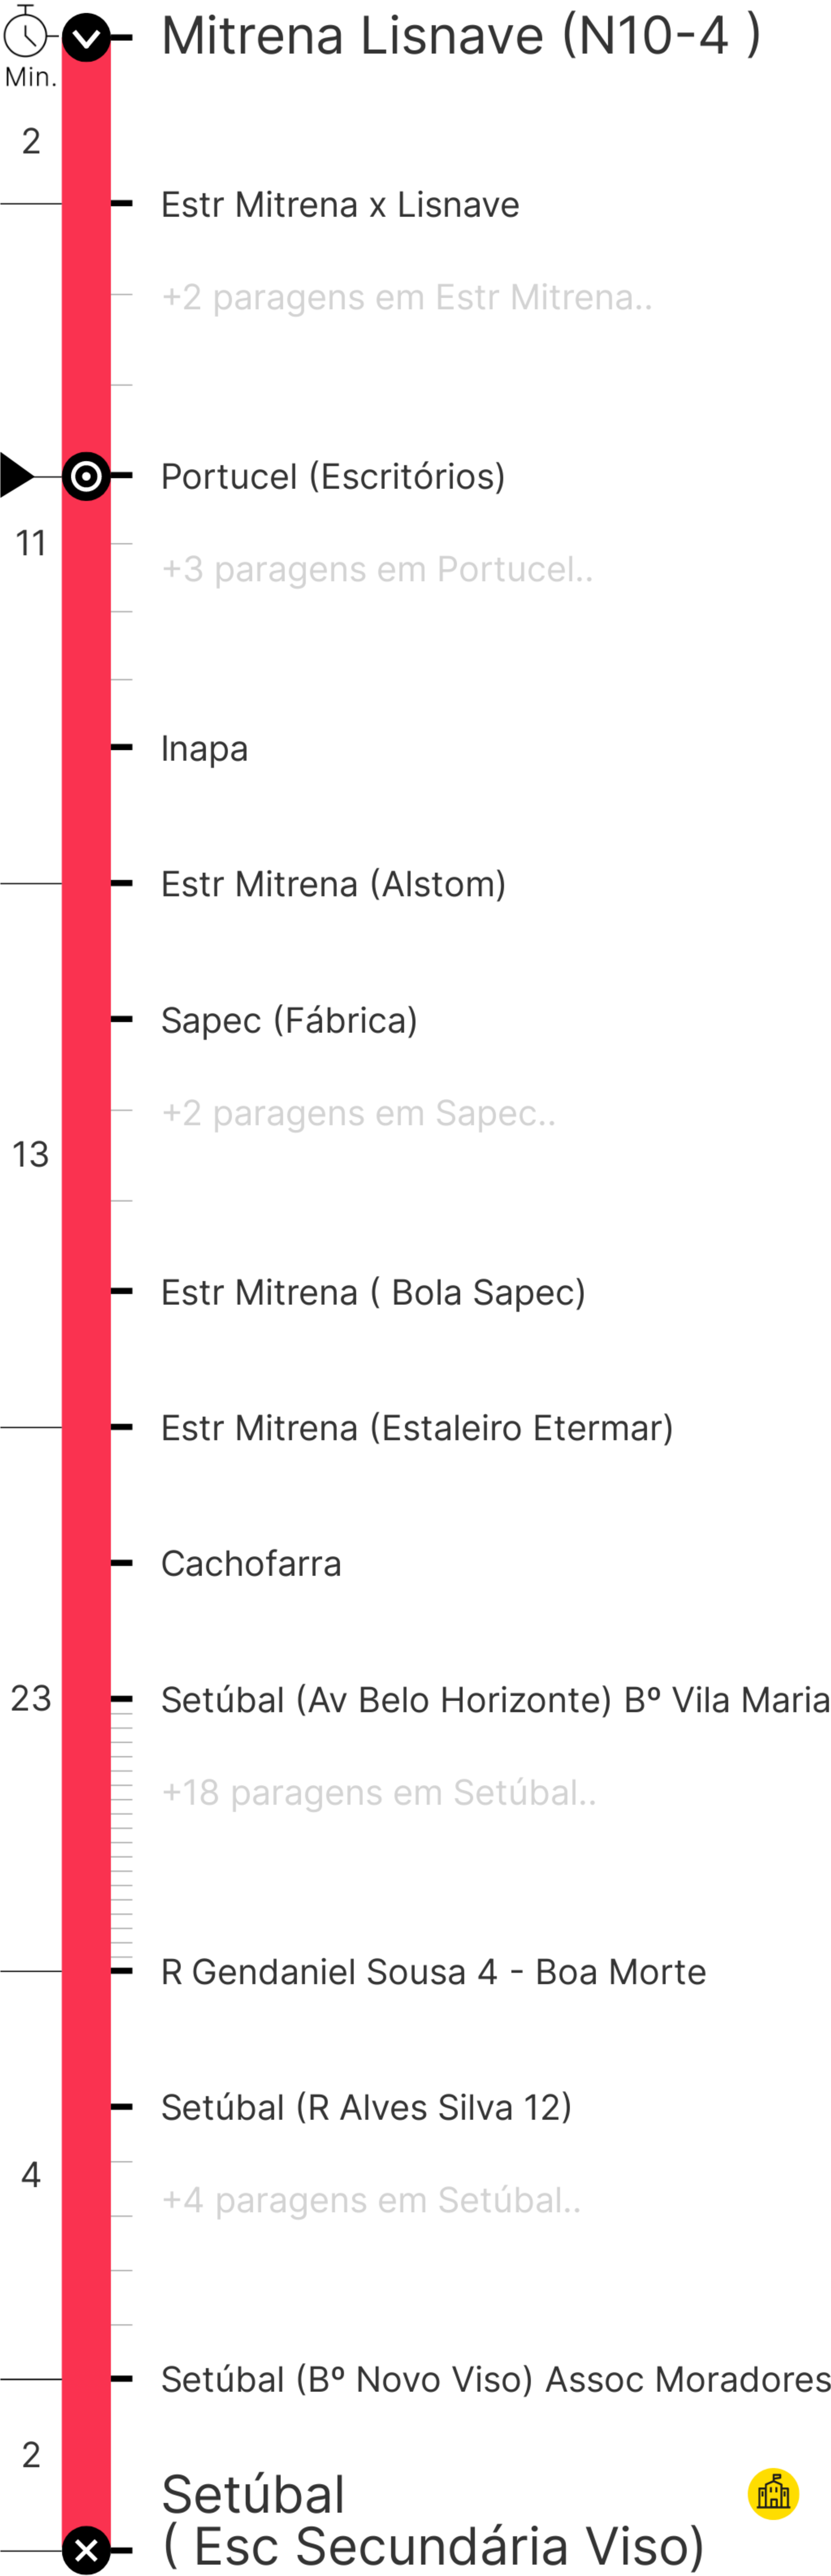 Mitrena Lisnave (N10-4 )
Min.
2
Estr Mitrena x Lisnave
+2 paragens em Estr Mitrena..
Portucel (Escritórios)
11
+3 paragens em Portucel..
Inapa
Estr Mitrena (Alstom)
Sapec (Fábrica)
+2 paragens em Sapec..
13
Estr Mitrena ( Bola Sapec)
Estr Mitrena (Estaleiro Etermar)
Cachofarra
23
Setúbal (Av Belo Horizonte) Bº Vila Maria
+18 paragens em Setúbal..
R Gendaniel Sousa 4 - Boa Morte
Setúbal (R Alves Silva 12)
4
+4 paragens em Setúbal..
Setúbal (Bº Novo Viso) Assoc Moradores
2
Setúbal
( Esc Secundária Viso)